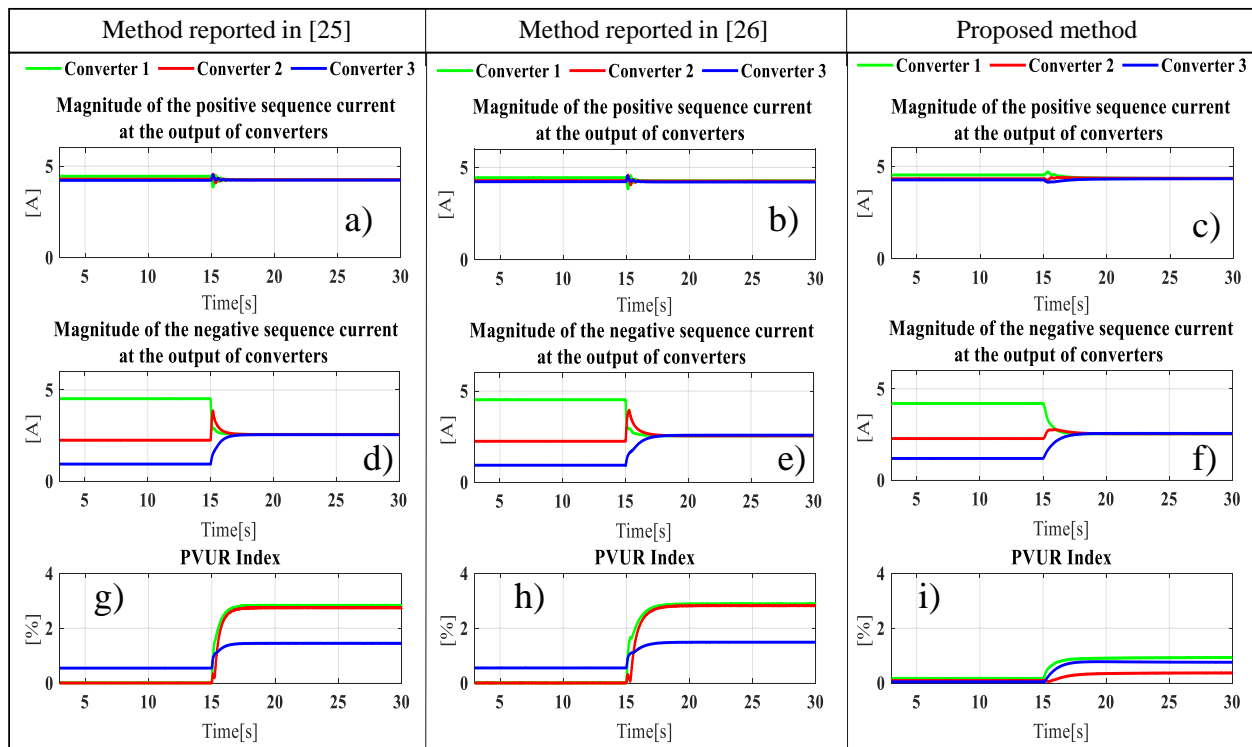 Method reported in [25]
Method reported in [26]
Proposed method
Converter 1 Converter 2 Converter 3
Magnitude of the positive sequence current
at the output of converters
[A]
5
0
a)
5 10 15 20 25 30
Time[s]
Converter 1 Converter 2 Converter 3
Magnitude of the positive sequence current
at the output of converters
[A]
5
0
b)
5 10 15 20 25 30
Time[s]
Converter 1 Converter 2 Converter 3
Magnitude of the positive sequence current
at the output of converters
[A]
5
0
c)
5 10 15 20 25 30
Time[s]
Magnitude of the negative sequence current
at the output of converters
[A]
5
0
d)
5 10 15 20 25 30
Time[s]
Magnitude of the negative sequence current
at the output of converters
[A]
5
0
e)
5 10 15 20 25 30
Time[s]
Magnitude of the negative sequence current
at the output of converters
[A]
5
0
f)
5 10 15 20 25 30
Time[s]
PVUR Index
[%]
4
2
0
g)
5 10 15 20 25 30
Time[s]
PVUR Index
[%]
4
2
0
h)
5 10 15 20 25 30
Time[s]
PVUR Index
[%]
4
2
0
i)
5 10 15 20 25 30
Time[s]